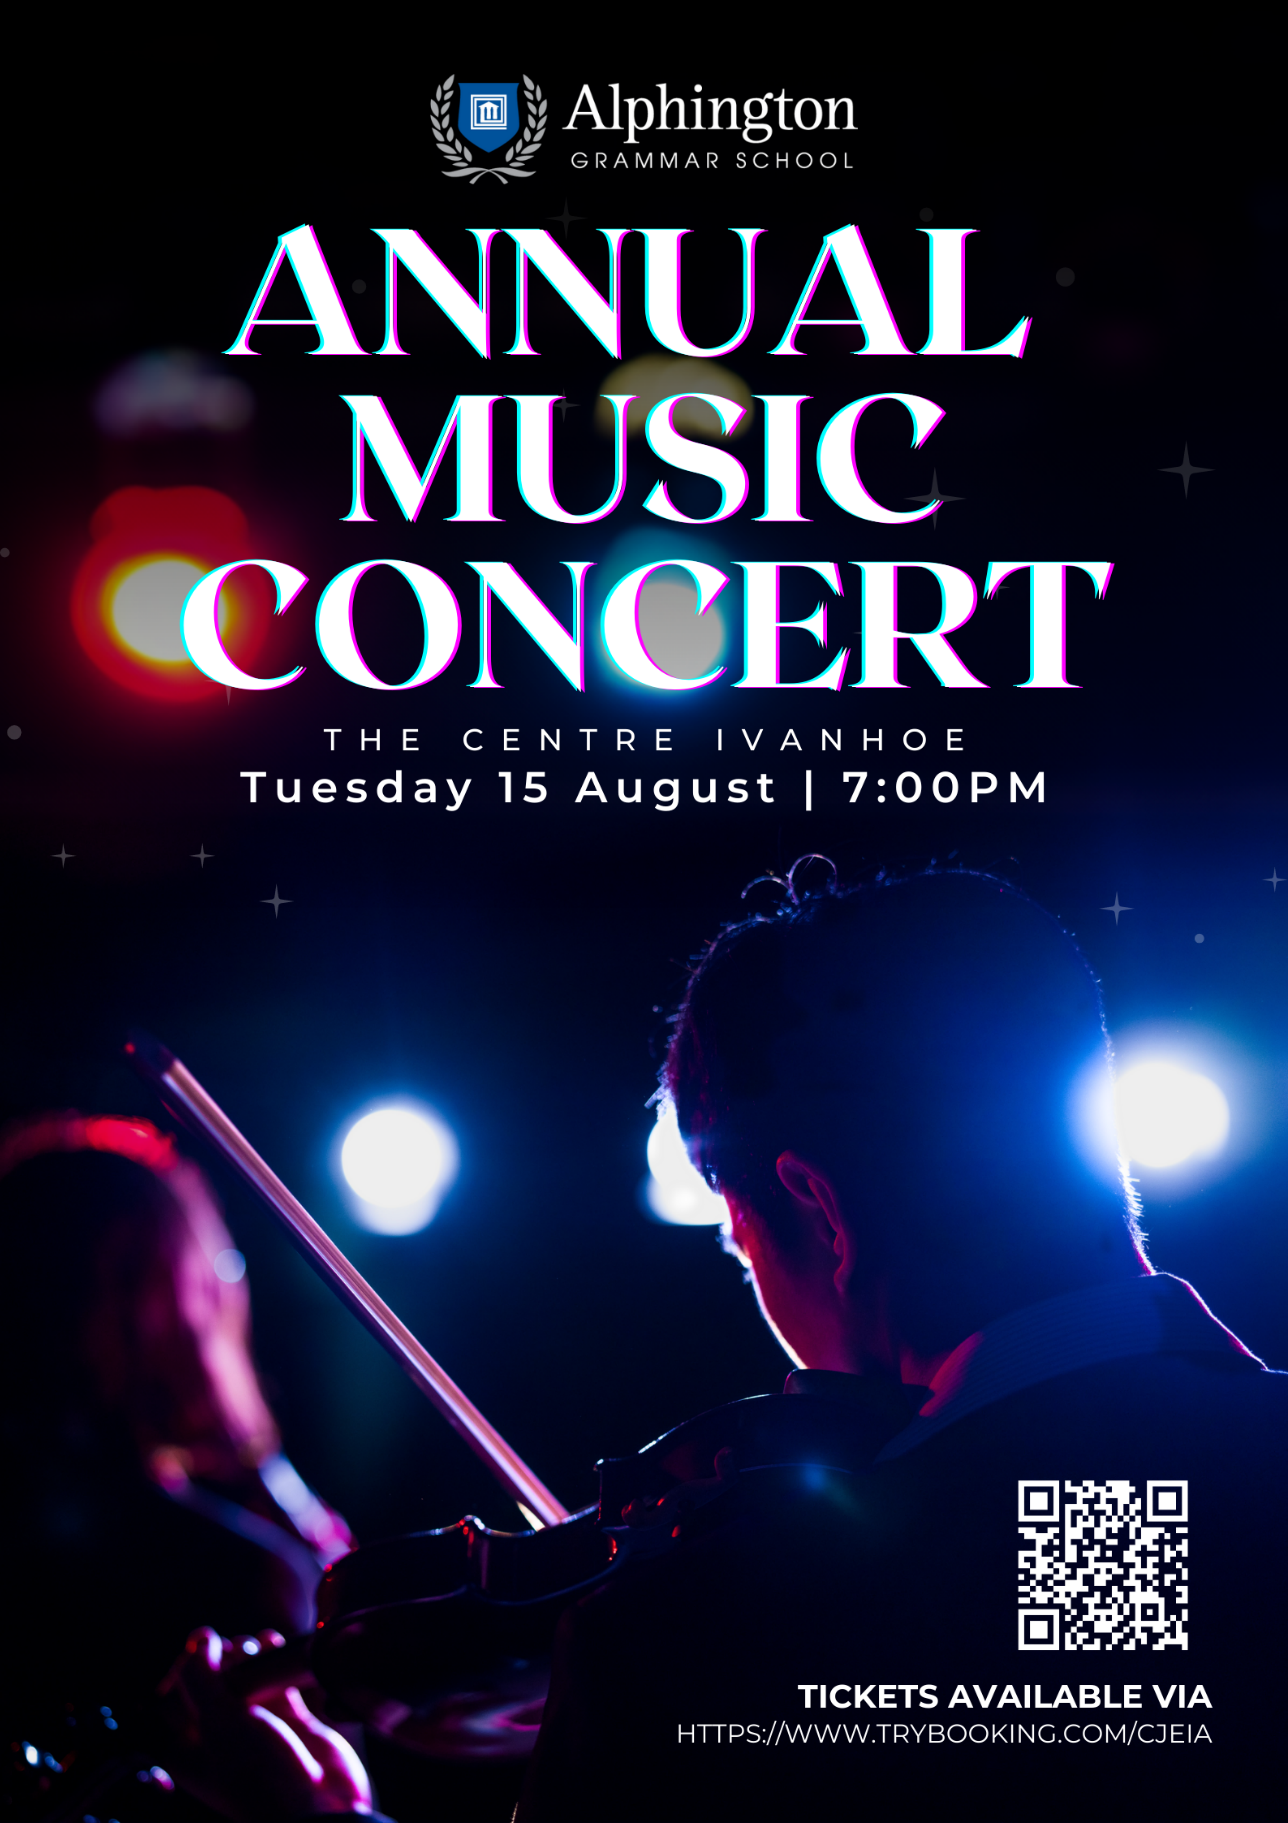 Alphington
GRAMMAR SCHOOL
ANNUAL
MUSIC
CONCERT
THE CENTRE IVANHOE
Tuesday 15 August | 7:00PM
TICKETS AVAILABLE VIA
HTTPS://WWW.TRYBOOKING.COM/CJEIA